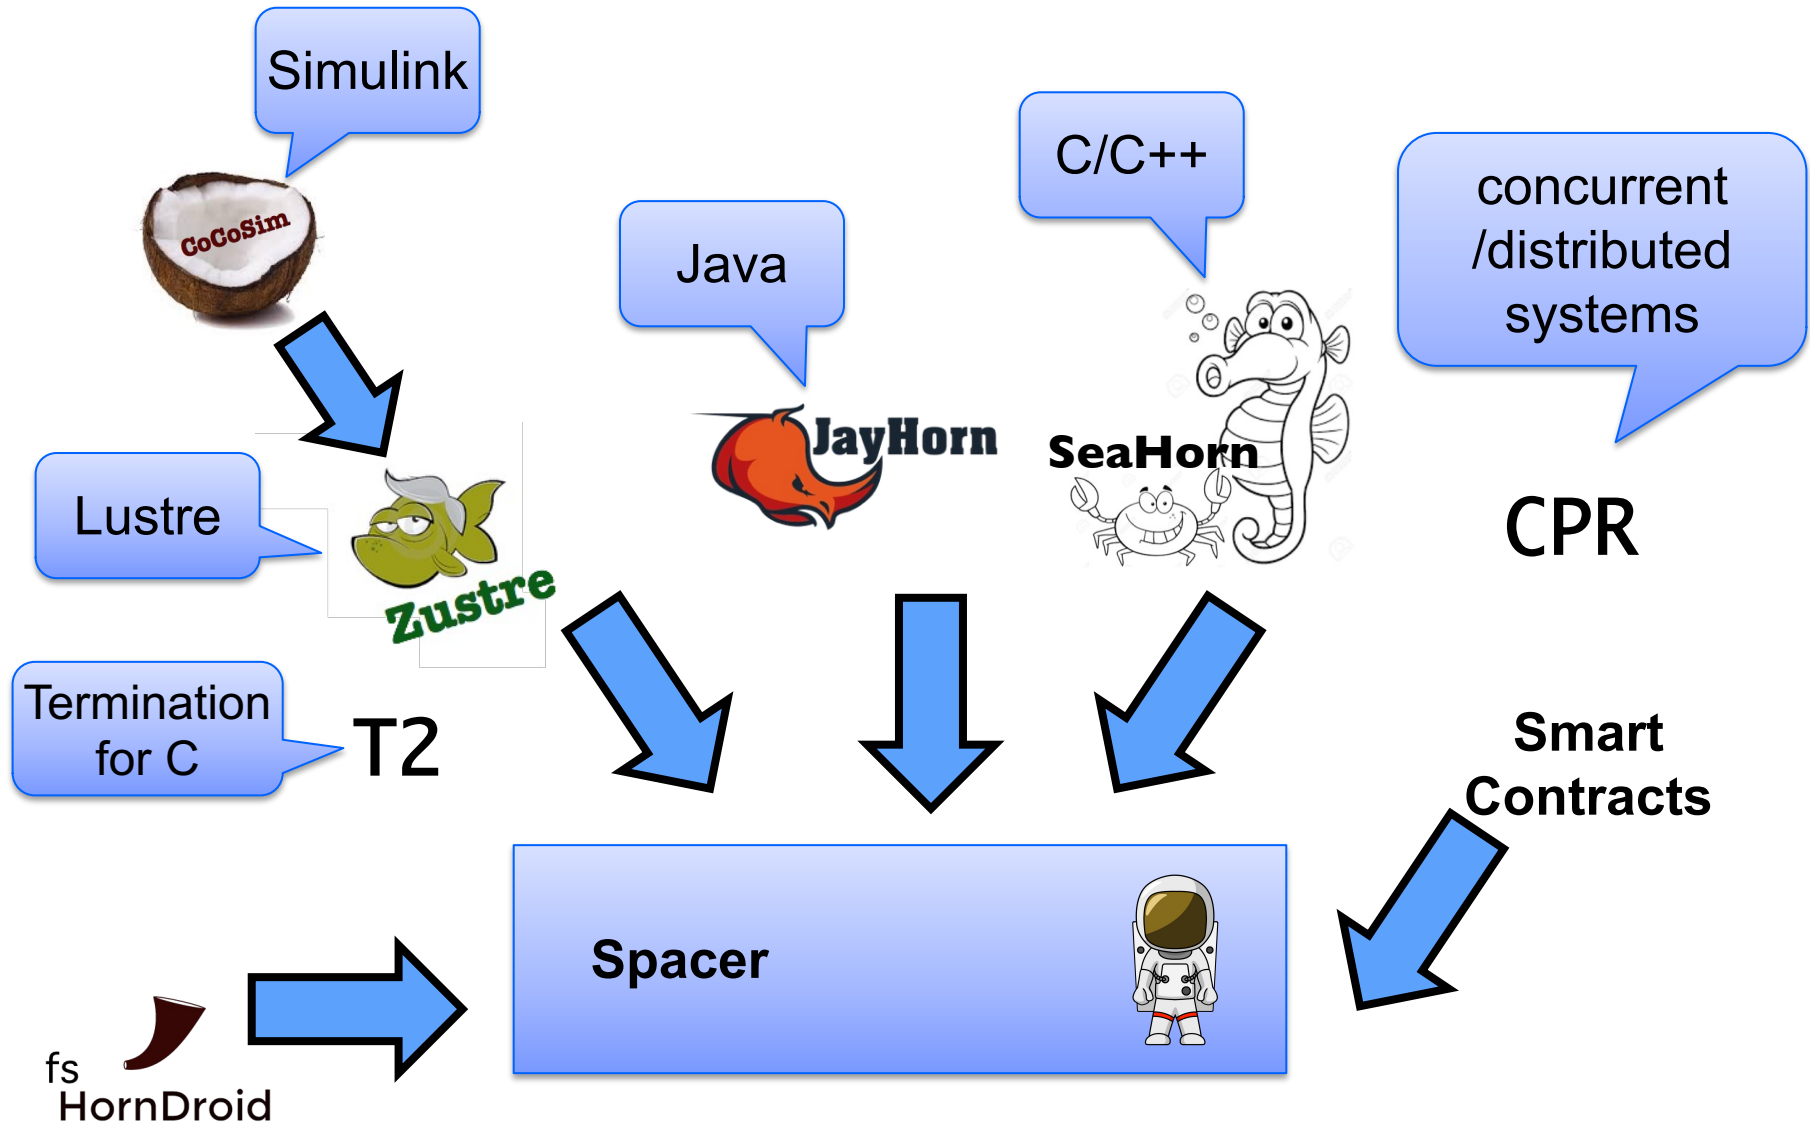 Simulink
CoCoSim
C/C++
concurrent
/distributed
systems
Java
JayHorn
SeaHorn
Lustre
Zustre
CPR
Termination
for C
T2
Smart
Contracts
Spacer
fs
HornDroid